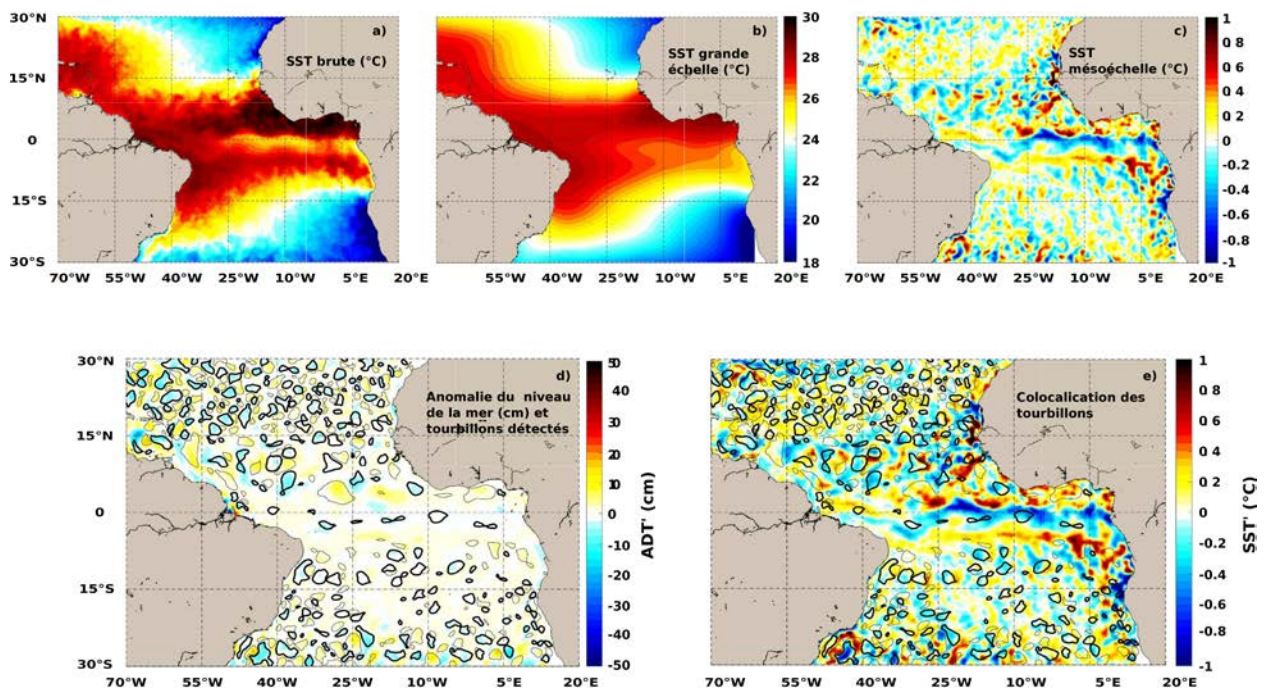 30°N
15°N
0
15°S
30°S
a)
SST brute (°C)
70°W 55°W 40°W 25°W 10°W 5°E 20°E
b)
SST grande
échelle (°C)
70°W 55°W 40°W 25°W 10°W 5°E 20°E
30
28
26
24
22
20
18
c)
SST
mésoéchelle (°C)
70°W 55°W 40°W 25°W 10°W 5°E 20°E
1
0.8
0.6
0.4
0.2
0
-0.2
-0.4
-0.6
-0.8
-1
30°N
15°N
0
15°S
30°S
d)
Anomalie du niveau
de la mer (cm) et
tourbillons détectés
70°W 55°W 40°W 25°W 10°W 5°E 20°E
50
40
30
20
10
0
-10
-20
-30
-40
-50
ADT' (cm)
e)
Colocalication des
tourbillons
70°W 55°W 40°W 25°W 10°W 5°E 20°E
1
0.8
0.6
0.4
0.2
0
-0.2
-0.4
-0.6
-0.8
-1
SST' (°C)